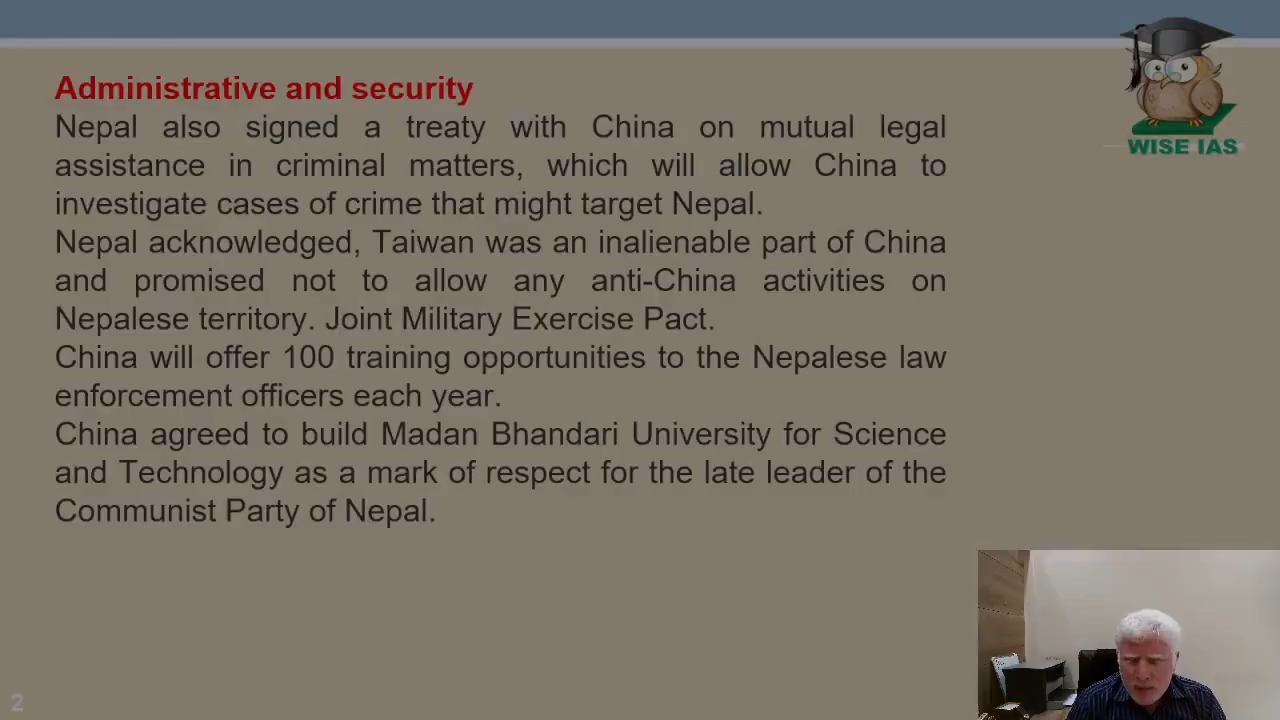 Administrative and security
Nepal also signed a treaty with China on mutual legal
assistance in criminal matters, which will allow China to
investigate cases of crime that might target Nepal.
Nepal acknowledged, Taiwan was an inalienable part of China
and promised not to allow any anti-China activities on
Nepalese territory. Joint Military Exercise Pact.
China will offer 100 training opportunities to the Nepalese law
enforcement officers each year.
China agreed to build Madan Bhandari University for Science
and Technology as a mark of respect for the late leader of the
Communist Party of Nepal.
WISE IAS
2